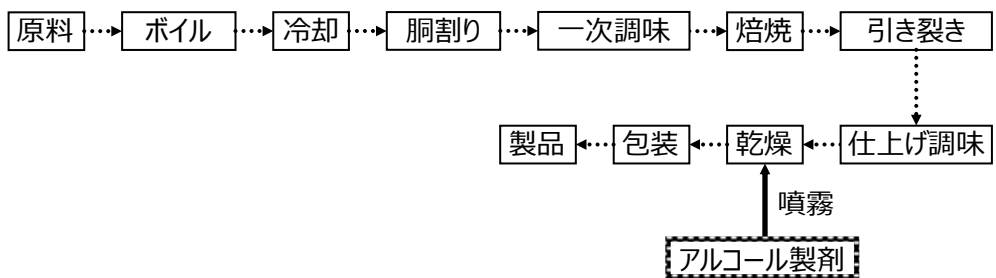 原料
ボイル
冷却
胴割り
一次調味
焙焼
引き裂き
仕上げ調味
乾燥
包装
製品
噴霧
アルコール製剤